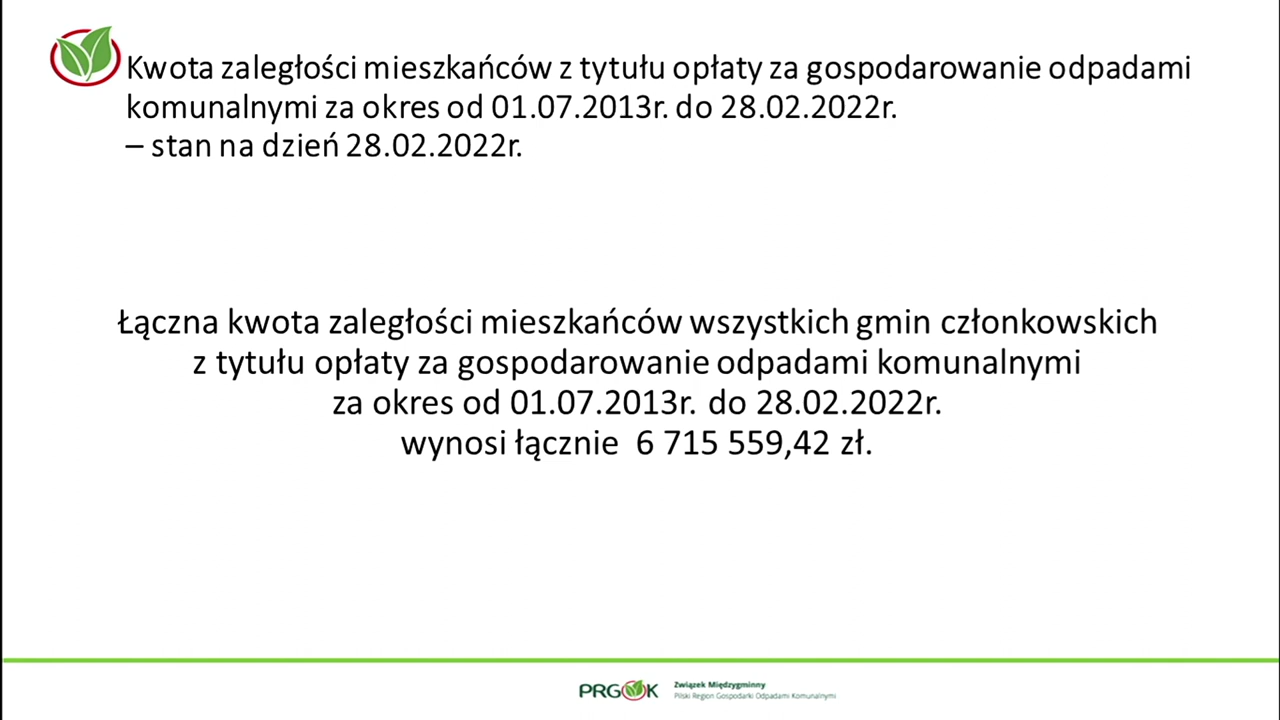 Kwota zaległości mieszkańców z tytułu opłaty za gospodarowanie odpadami
komunalnymi za okres od 01.07.2013r. do 28.02.2022r.
– stan na dzień 28.02.2022r.
Łączna kwota zaległości mieszkańców wszystkich gmin członkowskich
z tytułu opłaty za gospodarowanie odpadami komunalnymi
za okres od 01.07.2013r. do 28.02.2022r.
wynosi łącznie 6 715 559,42 zł.
PRGOK
Związek Międzygminny
Pilski Region Gospodarki Odpadami Komunalnymi